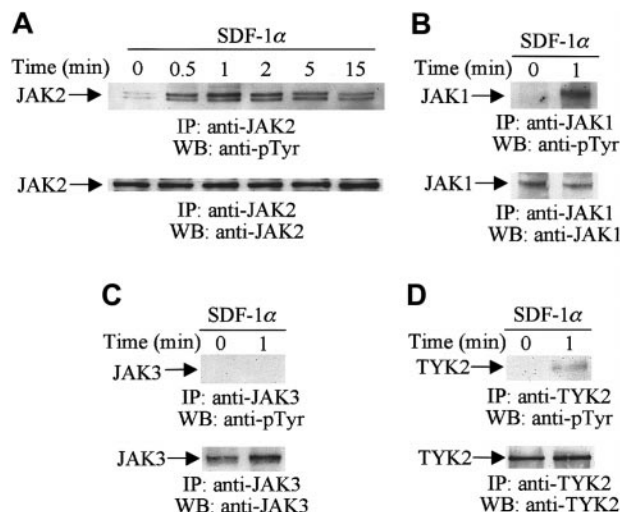 A
SDF-1α
Time (min) 0 0.5 1 2 5 15
JAK2
IP: anti-JAK2
WB: anti-pTyr
JAK2
IP: anti-JAK2
WB: anti-JAK2
B
SDF-1α
Time (min) 0 1
JAK1
IP: anti-JAK1
WB: anti-pTyr
JAK1
IP: anti-JAK1
WB: anti-JAK1
C
SDF-1α
Time (min) 0 1
JAK3
IP: anti-JAK3
WB: anti-pTyr
JAK3
IP: anti-JAK3
WB: anti-JAK3
D
SDF-1α
Time (min) 0 1
TYK2
IP: anti-TYK2
WB: anti-pTyr
TYK2
IP: anti-TYK2
WB: anti-TYK2